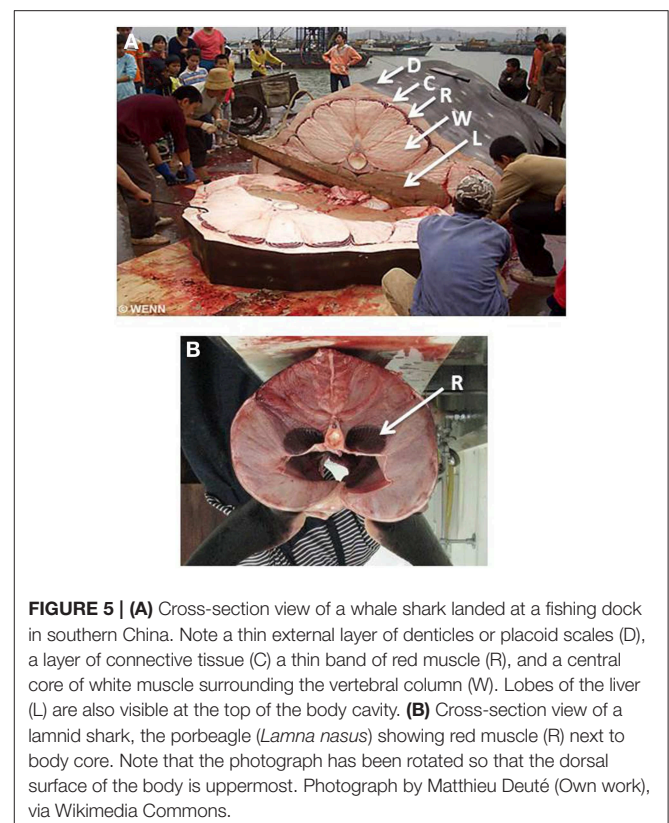 A
D
C
R
W
L
© WENN
B
R
FIGURE 5 | (A) Cross-section view of a whale shark landed at a fishing dock
in southern China. Note a thin external layer of denticles or placoid scales (D),
a layer of connective tissue (C) a thin band of red muscle (R), and a central
core of white muscle surrounding the vertebral column (W). Lobes of the liver
(L) are also visible at the top of the body cavity. (B) Cross-section view of a
lamnid shark, the porbeagle (Lamna nasus) showing red muscle (R) next to
body core. Note that the photograph has been rotated so that the dorsal
surface of the body is uppermost. Photograph by Matthieu Deuté (Own work),
via Wikimedia Commons.